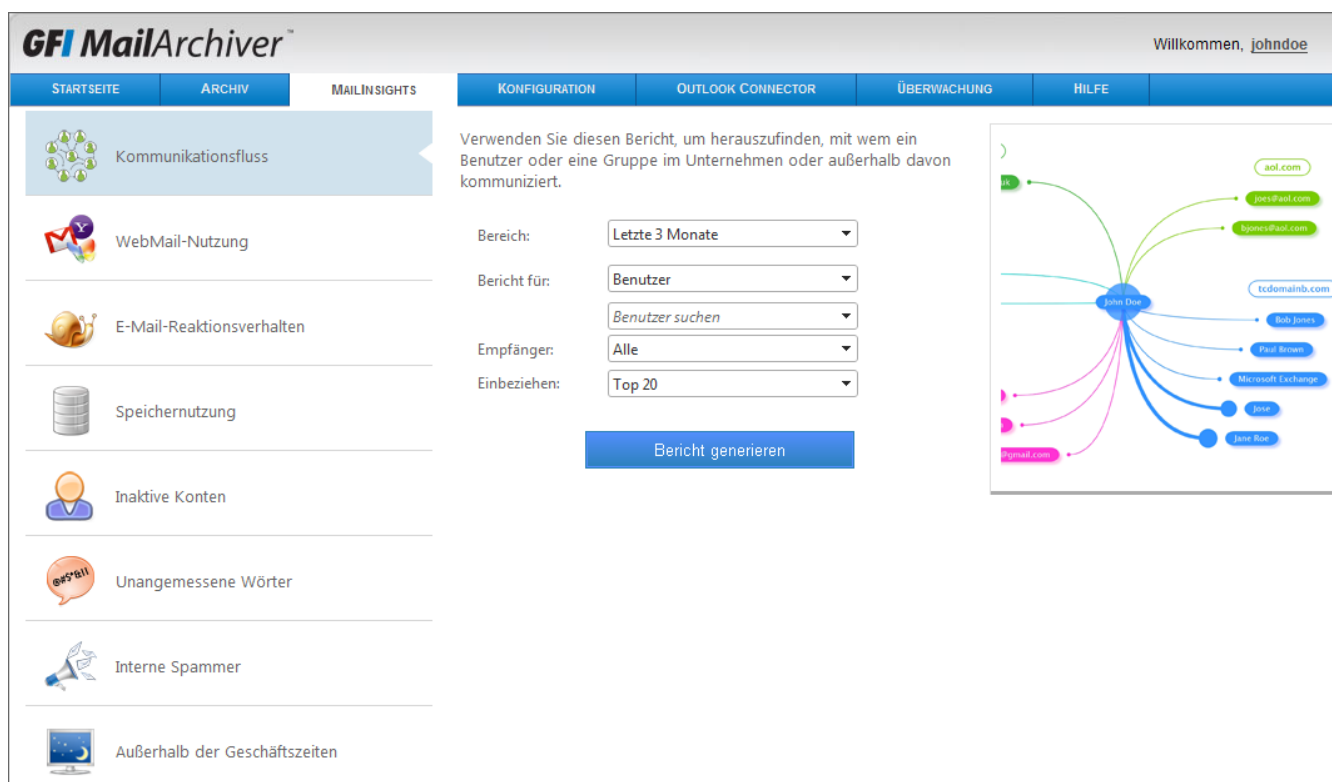 GFI MailArchiver™
Willkommen, johndoe
STARTSEITE
ARCHIV
MAILINSIGHTS
KONFIGURATION
OUTLOOK CONNECTOR
ÜBERWACHUNG
HILFE
Kommunikationsfluss
WebMail-Nutzung
E-Mail-Reaktionsverhalten
Speichernutzung
Inaktive Konten
@#$*&!!
Unangemessene Wörter
Interne Spammer
Außerhalb der Geschäftszeiten
Verwenden Sie diesen Bericht, um herauszufinden, mit wem ein
Benutzer oder eine Gruppe im Unternehmen oder außerhalb davon
kommuniziert.
Bereich: Letzte 3 Monate
Bericht für: Benutzer
Benutzer suchen
Empfänger: Alle
Einbeziehen: Top 20
Bericht generieren
aol.com
uk
joes@aol.com
bjones@aol.com
tcdomainb.com
John Doe
Bob Jones
Paul Brown
Microsoft Exchange
Jose
Jane Roe
@gmail.com